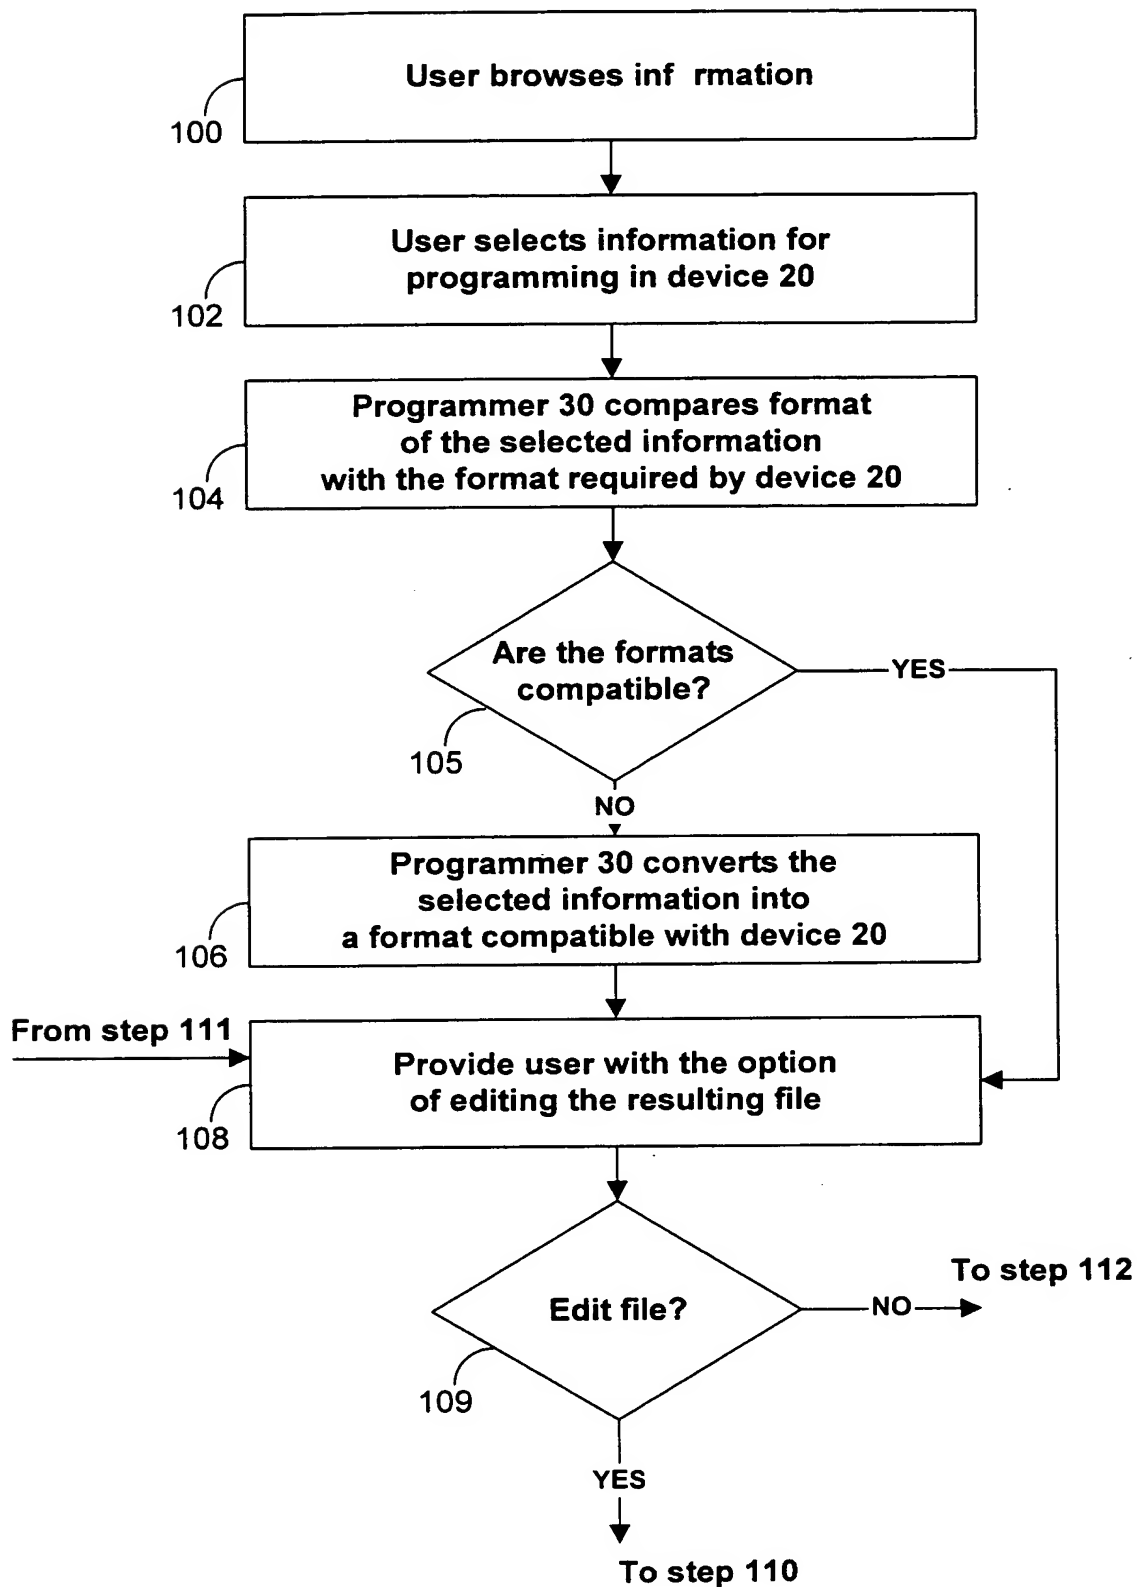 User browses inf rmation
100
User selects information for
programming in device 20
102
Programmer 30 compares format
of the selected information
with the format required by device 20
104
Are the formats
compatible?
YES
105
NO
Programmer 30 converts the
selected information into
a format compatible with device 20
106
From step 111
Provide user with the option
of editing the resulting file
108
To step 112
Edit file?
NO
109
YES
To step 110